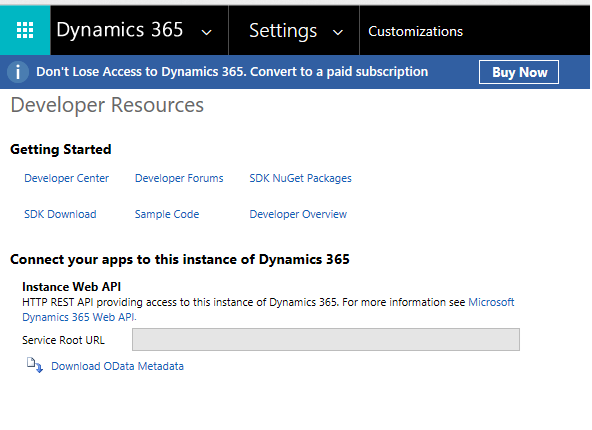 Dynamics 365 Settings Customizations
Don't Lose Access to Dynamics 365. Convert to a paid subscription Buy Now
Developer Resources
Getting Started
Developer Center Developer Forums SDK NuGet Packages
SDK Download Sample Code Developer Overview
Connect your apps to this instance of Dynamics 365
Instance Web API
HTTP REST API providing access to this instance of Dynamics 365. For more information see Microsoft
Dynamics 365 Web API.
Service Root URL
Download OData Metadata